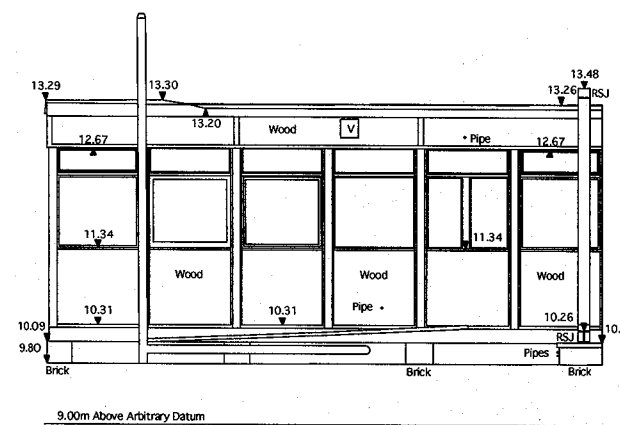 13.48
13.29
13.30
13.26
RSJ
13.20
Wood
V
Pipe
12.67
12.67
11.34
11.34
Wood
Wood
Wood
Pipe
10.31
10.31
10.26
10.09
RSJ
10.
9.80
Pipes
Brick
Brick
Brick
9.00m Above Arbitrary Datum